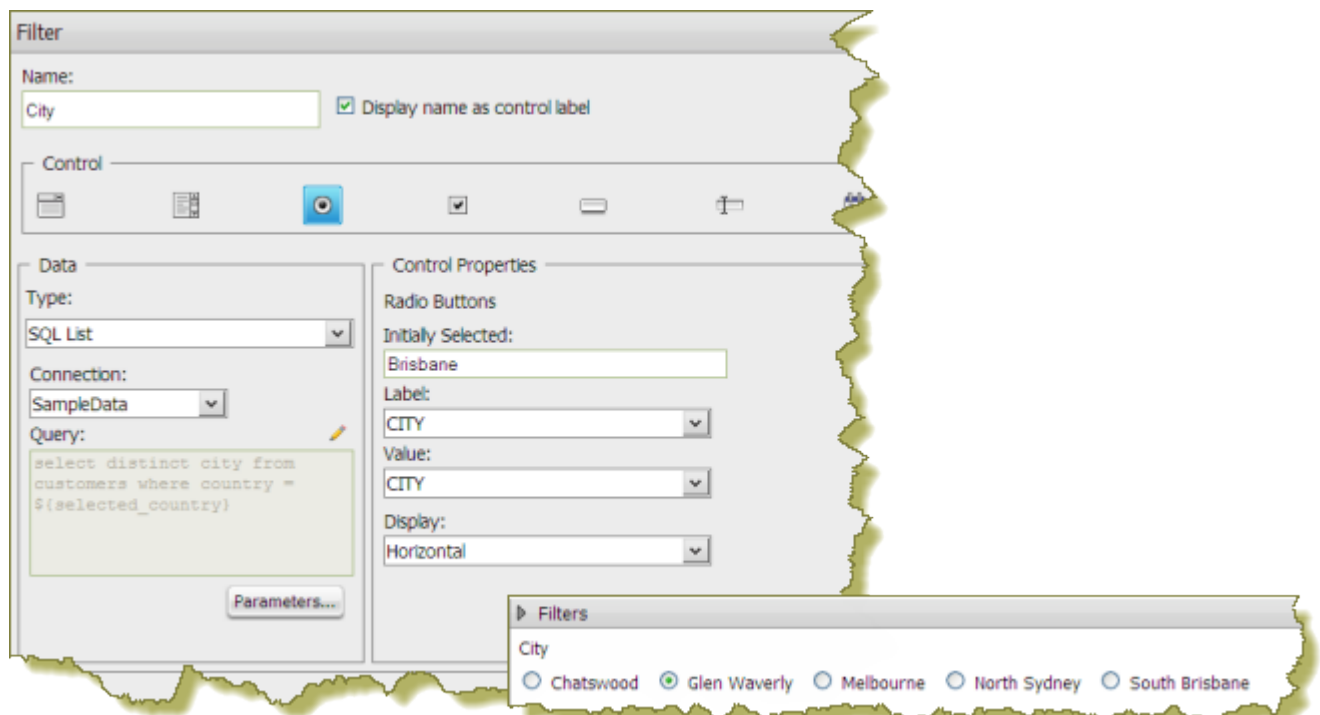 Filter
Name:
City
Display name as control label
Control
Data
Type:
SQL List
Connection:
SampleData
Query:
select distinct city from
customers where country =
${selected_country}
Parameters...
Control Properties
Radio Buttons
Initially Selected:
Brisbane
Label:
CITY
Value:
CITY
Display:
Horizontal
Filters
City
Chatswood Glen Waverly Melbourne North Sydney South Brisbane